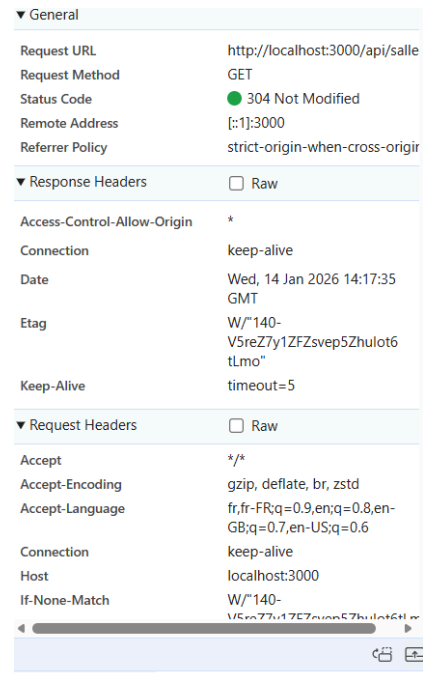 General
Request URL http://localhost:3000/api/salle
Request Method GET
Status Code 304 Not Modified
Remote Address [::1]:3000
Referrer Policy strict-origin-when-cross-origin
Response Headers Raw
Access-Control-Allow-Origin *
Connection keep-alive
Date Wed, 14 Jan 2026 14:17:35
GMT
Etag W/"140-
V5reZ7y1ZFZsvep5Zhulot6
tLmo"
Keep-Alive timeout=5
Request Headers Raw
Accept */*
Accept-Encoding gzip, deflate, br, zstd
Accept-Language fr,fr-FR;q=0.9,en;q=0.8,en-
GB;q=0.7,en-US;q=0.6
Connection keep-alive
Host localhost:3000
If-None-Match W/"140-